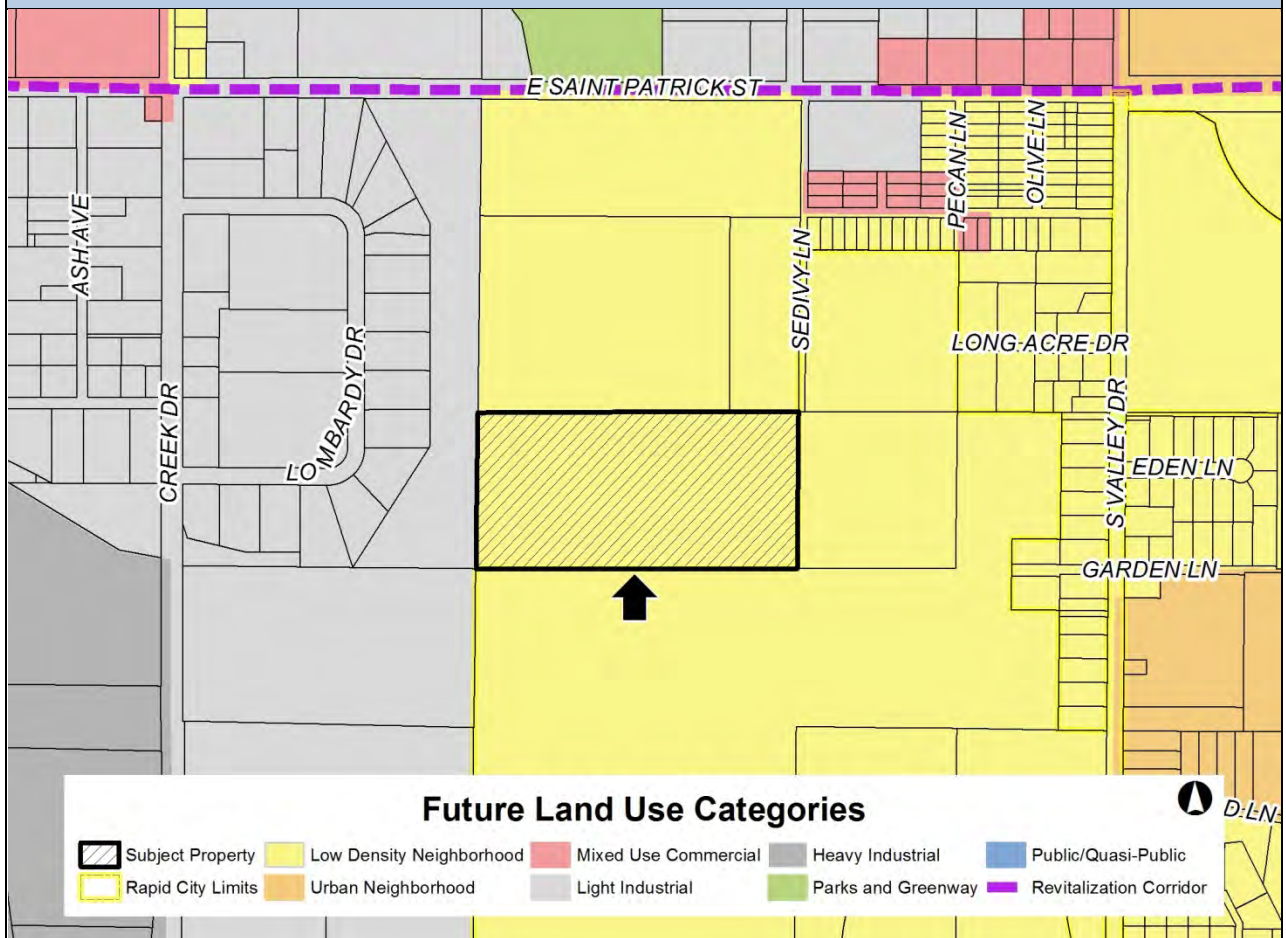 E SAINT PATRICK ST
ASH AVE
CREEK DR
LOMBARDY DR
SEDIVY LN
PECAN LN
OLIVE LN
LONG ACRE DR
S VALLEY DR
EDEN LN
GARDEN LN
D LN
Future Land Use Categories
Subject Property
Low Density Neighborhood
Mixed Use Commercial
Heavy Industrial
Public/Quasi-Public
Rapid City Limits
Urban Neighborhood
Light Industrial
Parks and Greenway
Revitalization Corridor